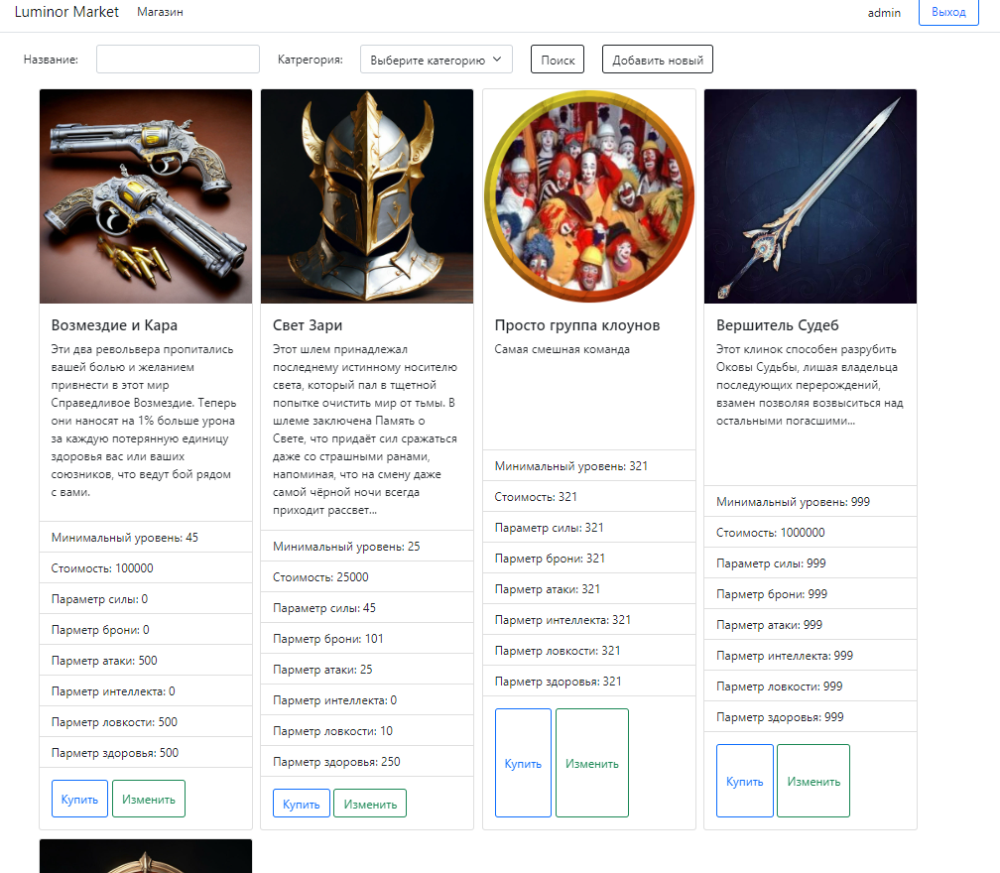 Luminor Market Магазин admin Выход
Название: Катрегория: Выберите категорию Поиск Добавить новый
Возмездие и Кара
Эти два револьвера пропитались
вашей болью и желанием
привнести в этот мир
Справедливое Возмездие. Теперь
они наносят на 1% больше урона
за каждую потерянную единицу
здоровья вас или ваших
союзников, что ведут бой рядом
с вами.
Минимальный уровень: 45
Стоимость: 100000
Параметр силы: 0
Парметр брони: 0
Парметр атаки: 500
Парметр интеллекта: 0
Парметр ловкости: 500
Парметр здоровья: 500
Купить Изменить
Свет Зари
Этот шлем принадлежал
последнему истинному носителю
света, который пал в тщетной
попытке очистить мир от тьмы. В
шлеме заключена Память о
Свете, что придаёт сил сражаться
даже со страшными ранами,
напоминая, что на смену даже
самой чёрной ночи всегда
приходит рассвет...
Минимальный уровень: 25
Стоимость: 25000
Параметр силы: 45
Парметр брони: 101
Парметр атаки: 25
Парметр интеллекта: 0
Парметр ловкости: 10
Парметр здоровья: 250
Купить Изменить
Просто группа клоунов
Самая смешная команда
Минимальный уровень: 321
Стоимость: 321
Параметр силы: 321
Парметр брони: 321
Парметр атаки: 321
Парметр интеллекта: 321
Парметр ловкости: 321
Парметр здоровья: 321
Купить Изменить
Вершитель Судеб
Этот клинок способен разрубить
Оковы Судьбы, лишая владельца
последующих перерождений,
взамен позволяя возвыситься над
остальными погасшими...
Минимальный уровень: 999
Стоимость: 1000000
Параметр силы: 999
Парметр брони: 999
Парметр атаки: 999
Парметр интеллекта: 999
Парметр ловкости: 999
Парметр здоровья: 999
Купить Изменить